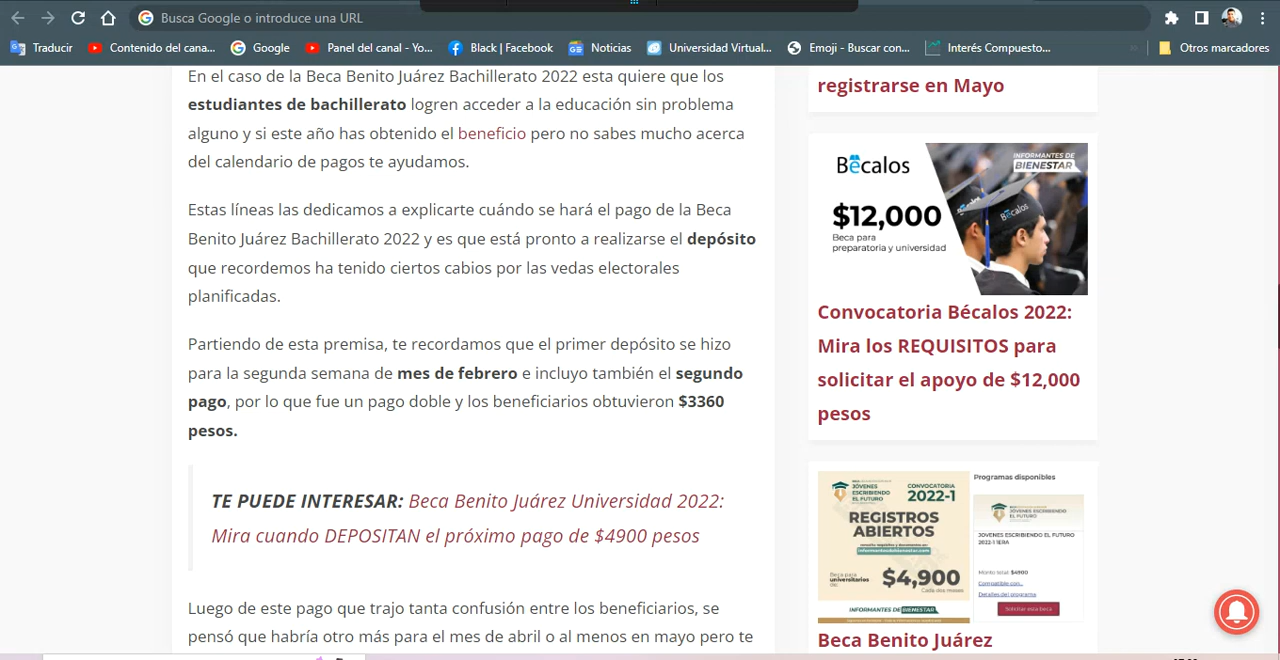 Busca Google o introduce una URL
Traducir
Contenido del cana...
Google
Panel del canal - Yo...
Black | Facebook
Noticias
Universidad Virtual...
Emoji - Buscar con...
Interés Compuesto...
Otros marcadores
En el caso de la Beca Benito Juárez Bachillerato 2022 esta quiere que los
estudiantes de bachillerato logren acceder a la educación sin problema
alguno y si este año has obtenido el beneficio pero no sabes mucho acerca
del calendario de pagos te ayudamos.
Estas líneas las dedicamos a explicarte cuándo se hará el pago de la Beca
Benito Juárez Bachillerato 2022 y es que está pronto a realizarse el depósito
que recordemos ha tenido ciertos cabios por las vedas electorales
planificadas.
Partiendo de esta premisa, te recordamos que el primer depósito se hizo
para la segunda semana de mes de febrero e incluyo también el segundo
pago, por lo que fue un pago doble y los beneficiarios obtuvieron $3360
pesos.
TE PUEDE INTERESAR: Beca Benito Juárez Universidad 2022:
Mira cuando DEPOSITAN el próximo pago de $4900 pesos
Luego de este pago que trajo tanta confusión entre los beneficiarios, se
pensó que habría otro más para el mes de abril o al menos en mayo pero te
registrarse en Mayo
Bécalos
INFORMANTES DE
BIENESTAR
$12,000
Beca para
preparatoria y universidad
Bécalos
Convocatoria Bécalos 2022:
Mira los REQUISITOS para
solicitar el apoyo de $12,000
pesos
JÓVENES
ESCRIBIENDO
EL FUTURO
CONVOCATORIA
2022-1
REGISTROS
ABIERTOS
informantesdebienestar.com
Beca para
universitarios
de:
$4,900
Cada dos meses
INFORMANTES DE BIENESTAR
Programas disponibles
JÓVENES
ESCRIBIENDO
EL FUTURO
JOVENES ESCRIBIENDO EL FUTURO
2022-1 1ERA
Monto total: $4900
Compatible con...
Detalles del programa
Solicitar esta beca
Beca Benito Juárez